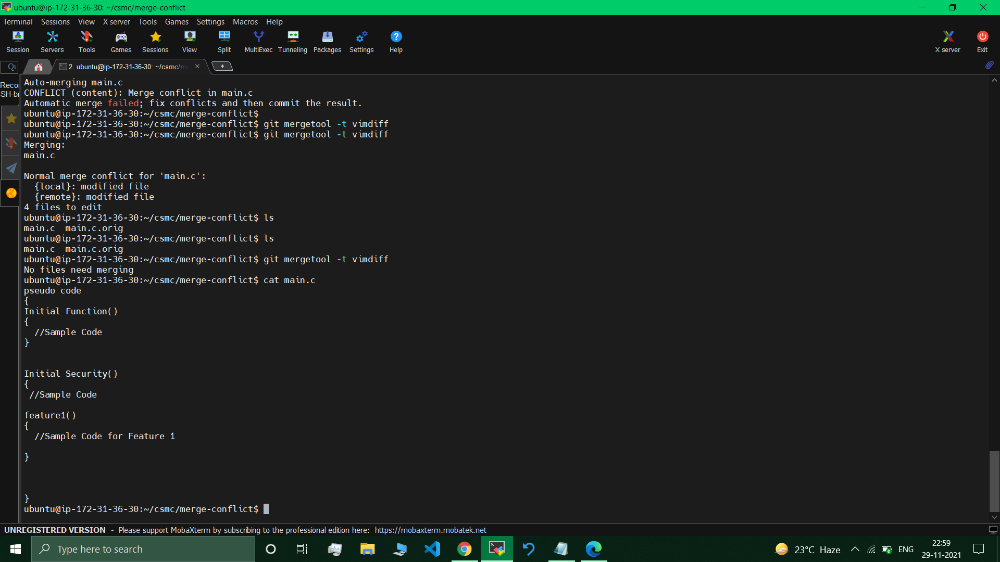 ubuntu@ip-172-31-36-30: ~/csmc/merge-conflict
Terminal Sessions View X server Tools Games Settings Macros Help
Session Servers Tools Games Sessions View Split MultiExec Tunneling Packages Settings Help X server Exit
2. ubuntu@ip-172-31-36-30: ~/csmc/m
Reco
SH-b
Auto-merging main.c
CONFLICT (content): Merge conflict in main.c
Automatic merge failed; fix conflicts and then commit the result.
ubuntu@ip-172-31-36-30:~/csmc/merge-conflict$
ubuntu@ip-172-31-36-30:~/csmc/merge-conflict$ git mergetool -t vimdiff
ubuntu@ip-172-31-36-30:~/csmc/merge-conflict$ git mergetool -t vimdiff
Merging:
main.c
Normal merge conflict for 'main.c':
  {local}: modified file
  {remote}: modified file
4 files to edit
ubuntu@ip-172-31-36-30:~/csmc/merge-conflict$ ls
main.c  main.c.orig
ubuntu@ip-172-31-36-30:~/csmc/merge-conflict$ ls
main.c  main.c.orig
ubuntu@ip-172-31-36-30:~/csmc/merge-conflict$ git mergetool -t vimdiff
No files need merging
ubuntu@ip-172-31-36-30:~/csmc/merge-conflict$ cat main.c
pseudo code
{
Initial Function()
{
  //Sample Code
}
Initial Security()
{
 //Sample Code
feature1()
{
  //Sample Code for Feature 1
}
}
ubuntu@ip-172-31-36-30:~/csmc/merge-conflict$
UNREGISTERED VERSION - Please support MobaXterm by subscribing to the professional edition here: https://mobaxterm.mobatek.net
Type here to search
23°C Haze
ENG
22:59
29-11-2021